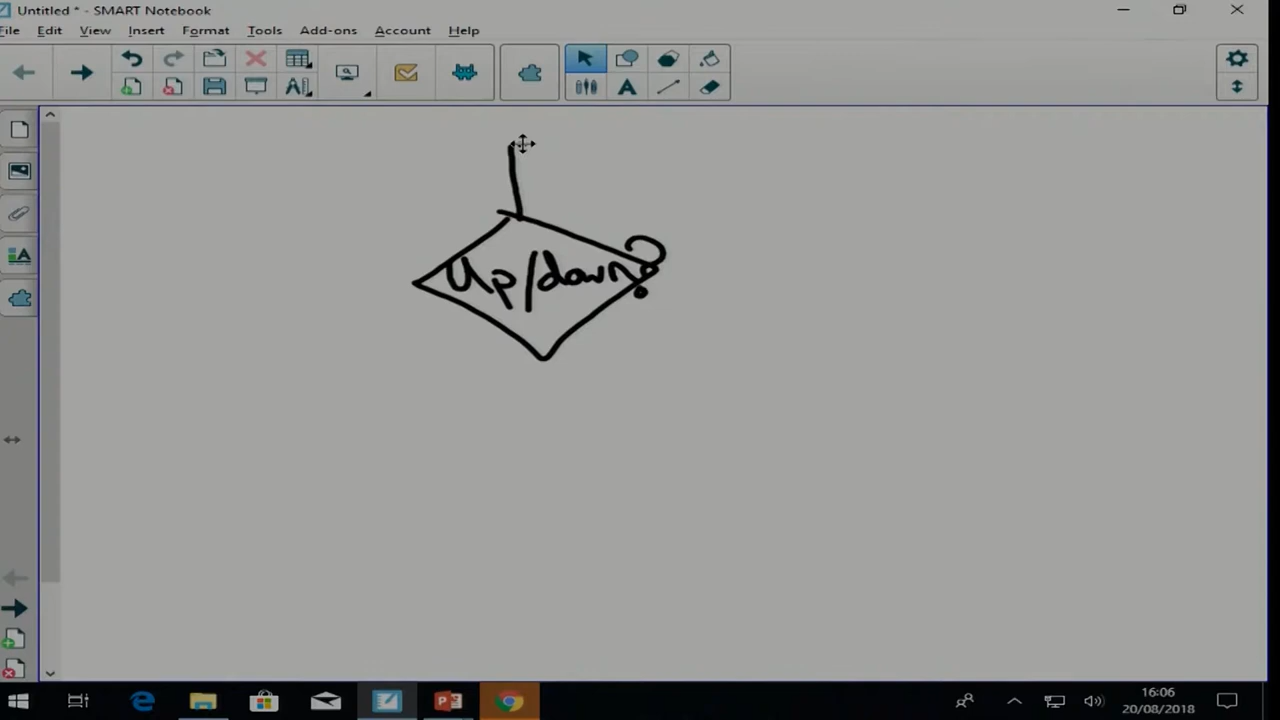 Untitled * - SMART Notebook
File Edit View Insert Format Tools Add-ons Account Help
Up/down?
16:06
20/08/2018